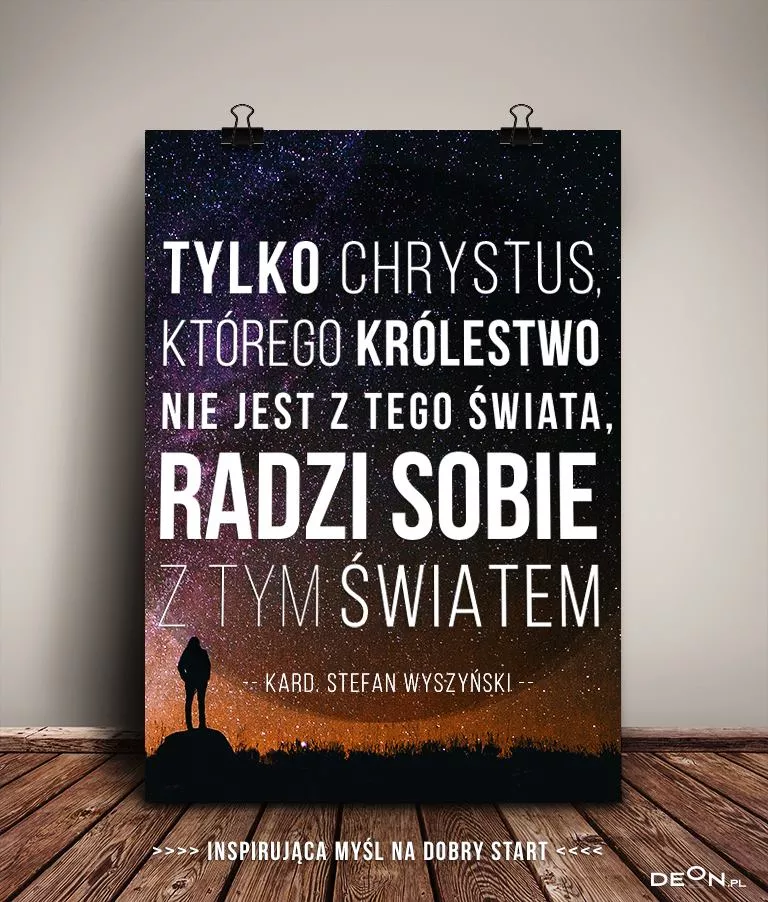 TYLKO CHRYSTUS,
KTÓREGO KRÓLESTWO
NIE JEST Z TEGO ŚWIATA,
RADZI SOBIE
Z TYM ŚWIATEM
-- KARD. STEFAN WYSZYŃSKI --
>>>> INSPIRUJĄCA MYŚL NA DOBRY START <<<<
DEON.PL